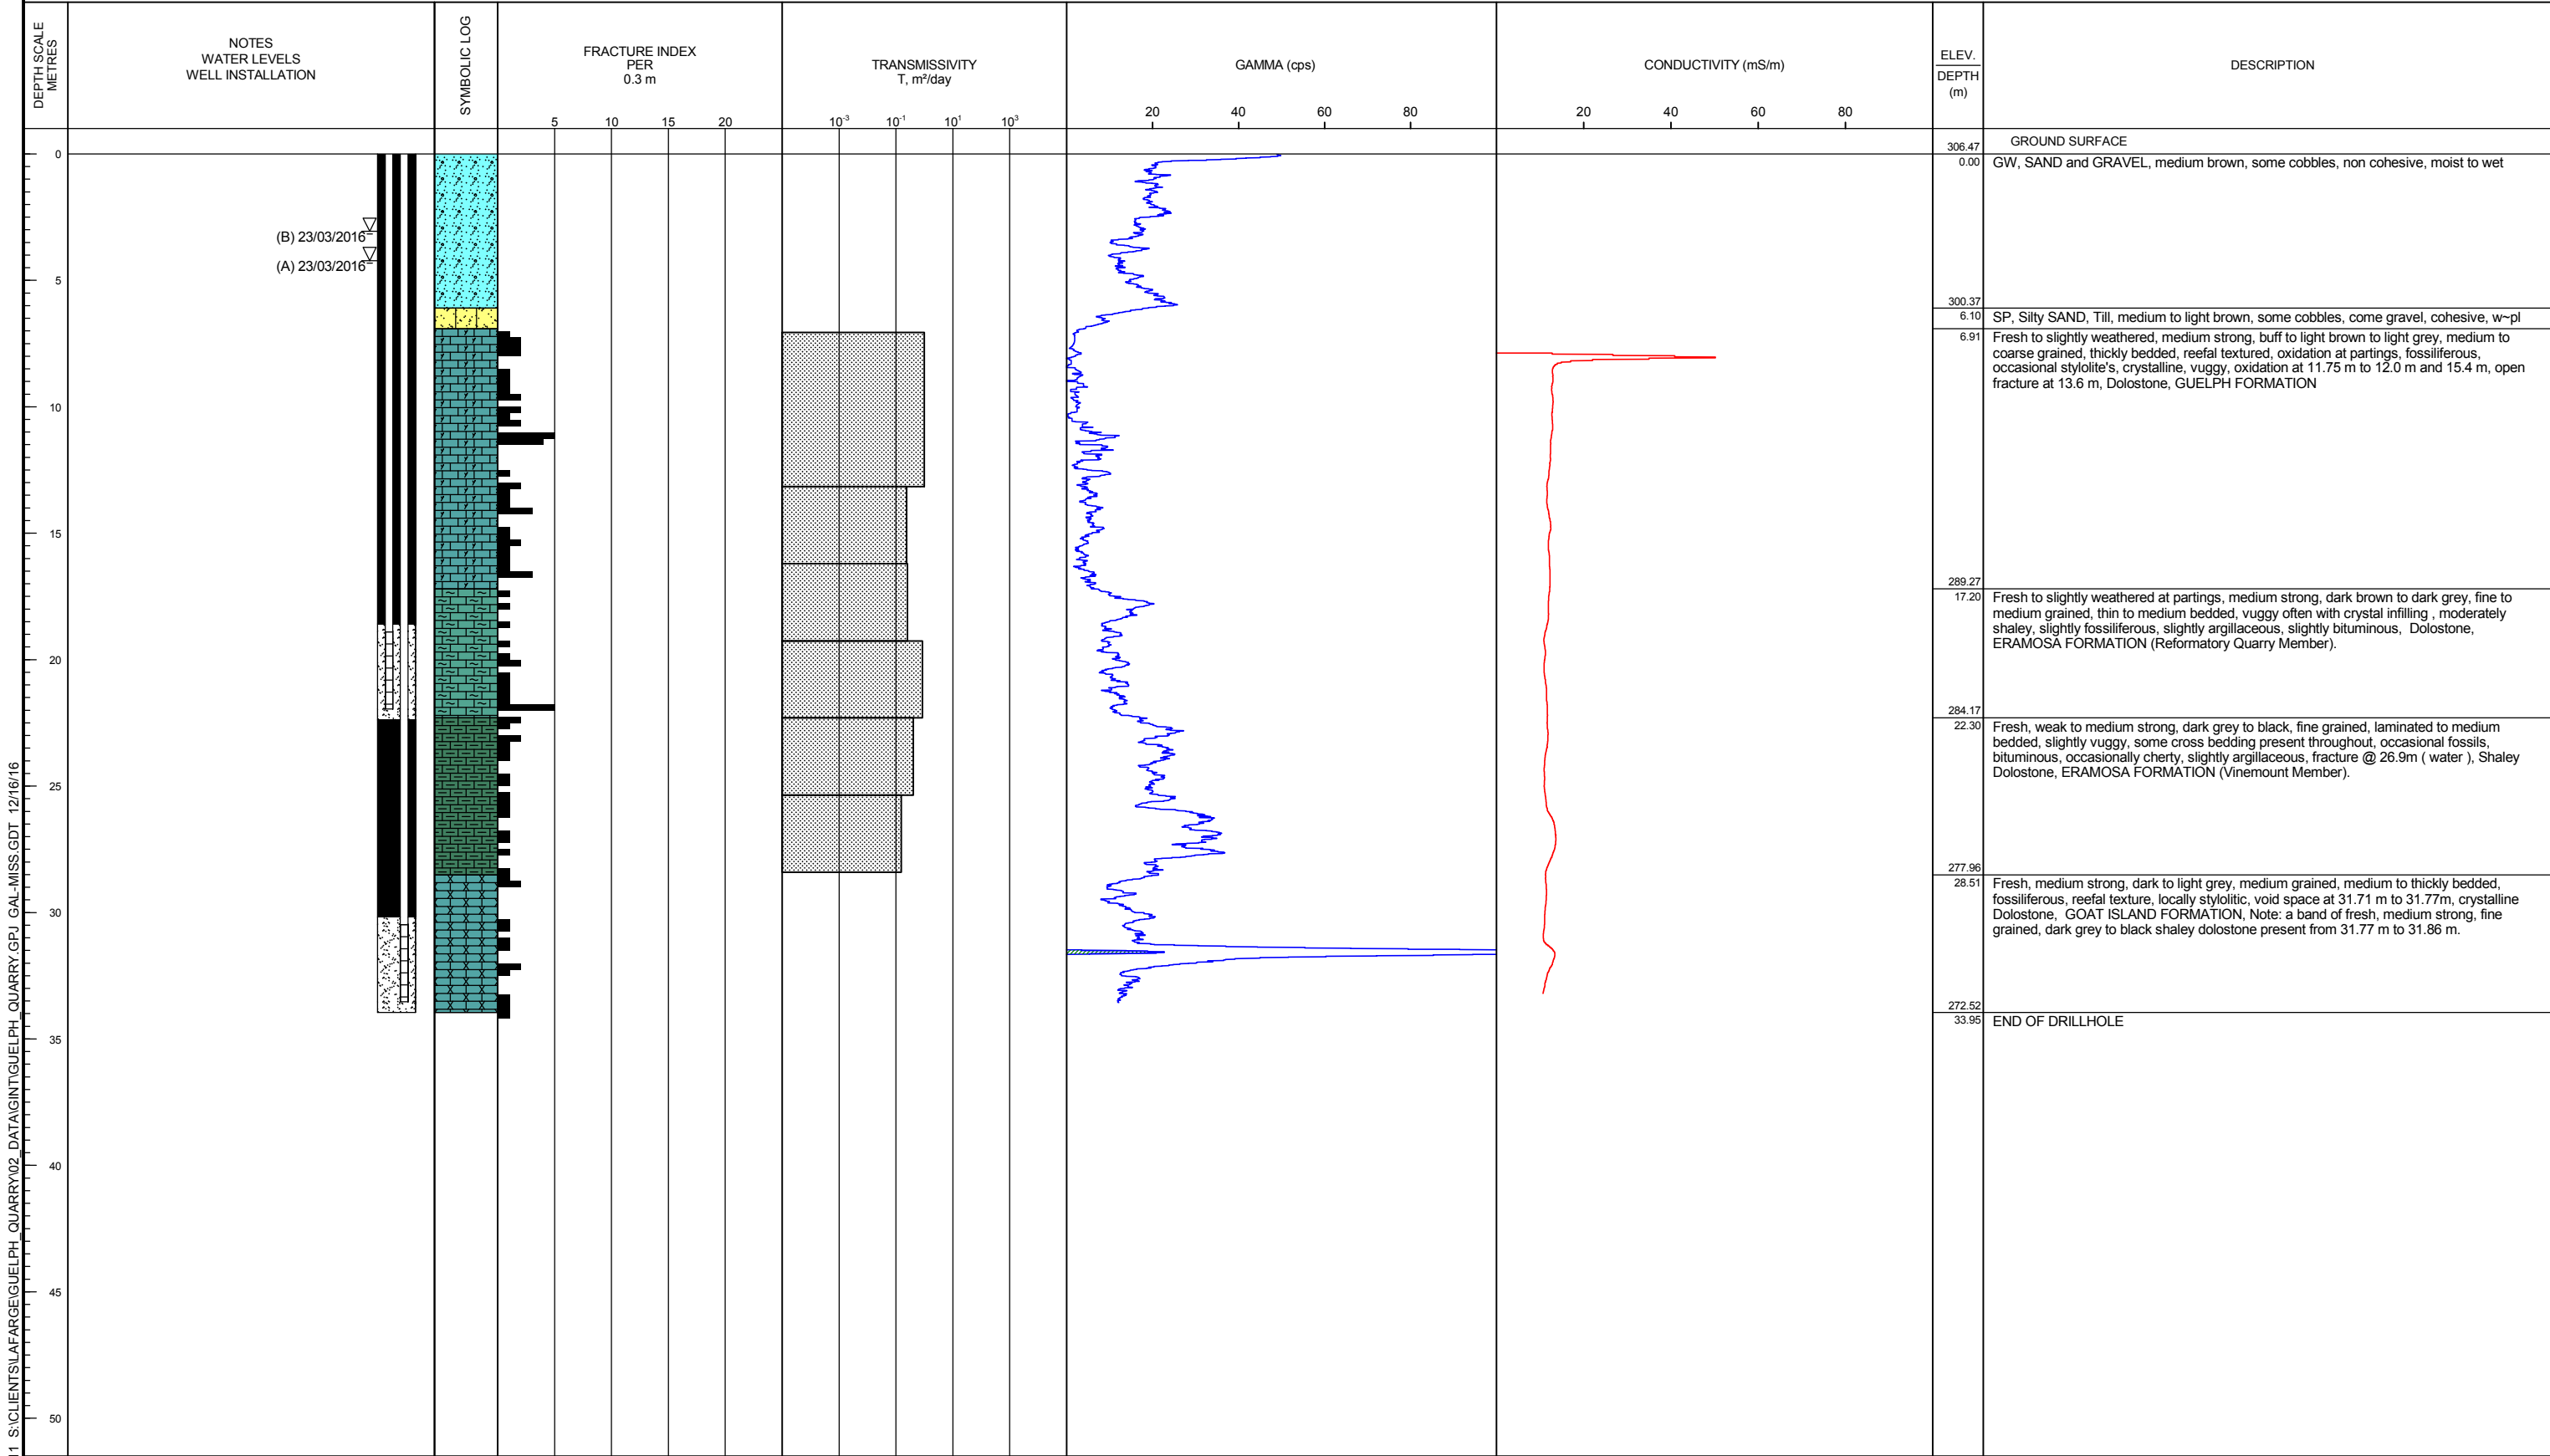 DEPTH SCALE
METRES
NOTES
WATER LEVELS
WELL INSTALLATION
SYMBOLIC LOG
FRACTURE INDEX
PER
0.3 m
5 10 15 20
TRANSMISSIVITY
T, m²/day
10⁻³ 10⁻¹ 10¹ 10³
GAMMA (cps)
20 40 60 80
CONDUCTIVITY (mS/m)
20 40 60 80
ELEV.
DEPTH
(m)
DESCRIPTION
GROUND SURFACE
306.47
0.00
GW, SAND and GRAVEL, medium brown, some cobbles, non cohesive, moist to wet
300.37
6.10
SP, Silty SAND, Till, medium to light brown, some cobbles, come gravel, cohesive, w~pl
6.91
Fresh to slightly weathered, medium strong, buff to light brown to light grey, medium to
coarse grained, thickly bedded, reefal textured, oxidation at partings, fossiliferous,
occasional stylolite's, crystalline, vuggy, oxidation at 11.75 m to 12.0 m and 15.4 m, open
fracture at 13.6 m, Dolostone, GUELPH FORMATION
289.27
17.20
Fresh to slightly weathered at partings, medium strong, dark brown to dark grey, fine to
medium grained, thin to medium bedded, vuggy often with crystal infilling , moderately
shaley, slightly fossiliferous, slightly argillaceous, slightly bituminous, Dolostone,
ERAMOSA FORMATION (Reformatory Quarry Member).
284.17
22.30
Fresh, weak to medium strong, dark grey to black, fine grained, laminated to medium
bedded, slightly vuggy, some cross bedding present throughout, occasional fossils,
bituminous, occasionally cherty, slightly argillaceous, fracture @ 26.9m ( water ), Shaley
Dolostone, ERAMOSA FORMATION (Vinemount Member).
277.96
28.51
Fresh, medium strong, dark to light grey, medium grained, medium to thickly bedded,
fossiliferous, reefal texture, locally stylolitic, void space at 31.71 m to 31.77m, crystalline
Dolostone, GOAT ISLAND FORMATION, Note: a band of fresh, medium strong, fine
grained, dark grey to black shaley dolostone present from 31.77 m to 31.86 m.
272.52
33.95
END OF DRILLHOLE
0
5
10
15
20
25
30
35
40
45
50
(B) 23/03/2016
(A) 23/03/2016
S:\CLIENTS\LAFARGE\GUELPH_QUARRY\02_DATA\GINT\GUELPH_QUARRY.GPJ GAL-MISS.GDT 12/16/16